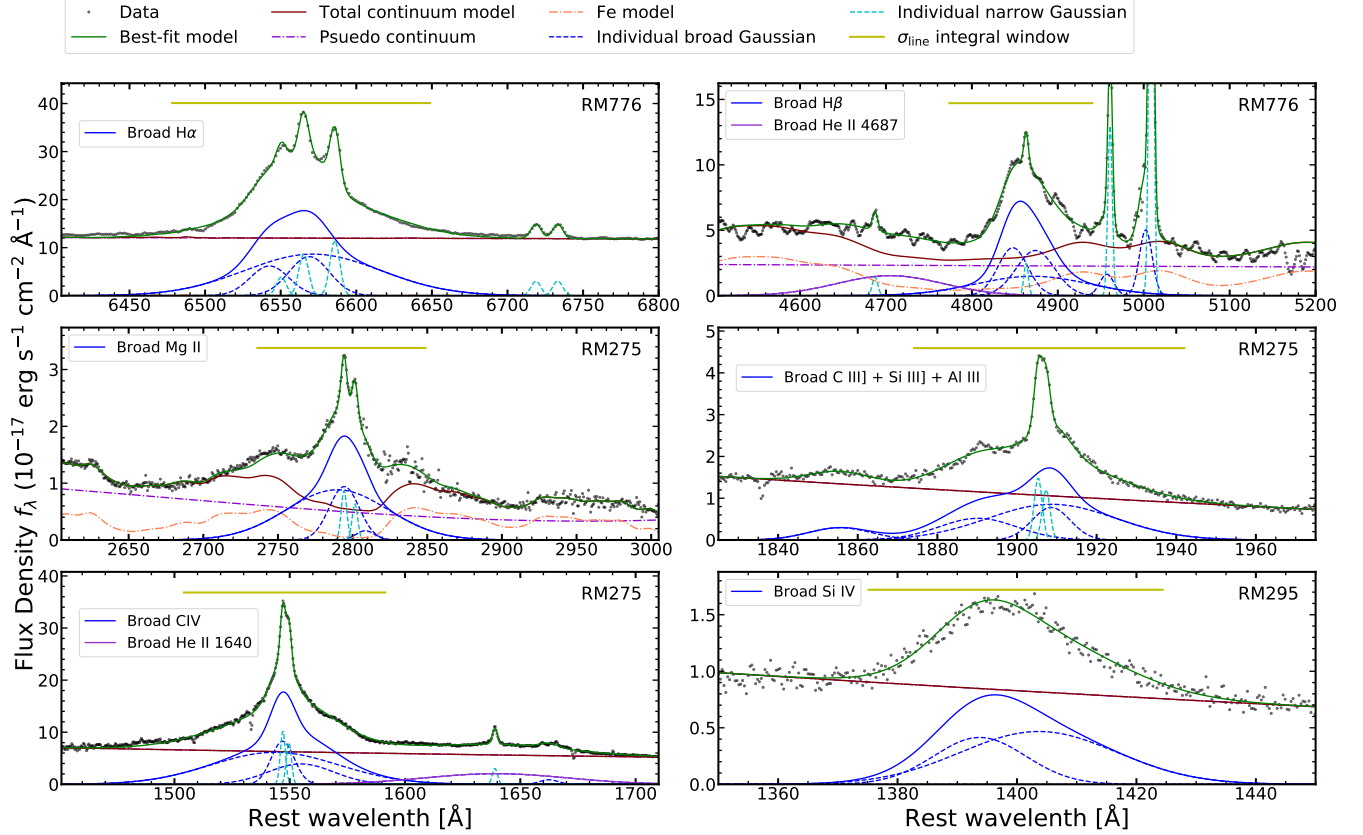 Data
Total continuum model
Fe model
Individual narrow Gaussian
Best-fit model
Psuedo continuum
Individual broad Gaussian
σline integral window
Flux Density fλ (10⁻¹⁷ erg s⁻¹ cm⁻² Å⁻¹)
RM776
Broad Hα
40
30
20
10
0
6450 6500 6550 6600 6650 6700 6750 6800
RM776
Broad Hβ
Broad He II 4687
15
10
5
0
4600 4700 4800 4900 5000 5100 5200
RM275
Broad Mg II
3
2
1
0
2650 2700 2750 2800 2850 2900 2950 3000
RM275
Broad C III] + Si III] + Al III
5
4
3
2
1
0
1840 1860 1880 1900 1920 1940 1960
RM275
Broad CIV
Broad He II 1640
40
30
20
10
0
1500 1550 1600 1650 1700
Rest wavelenth [Å]
RM295
Broad Si IV
1.5
1.0
0.5
0.0
1360 1380 1400 1420 1440
Rest wavelenth [Å]